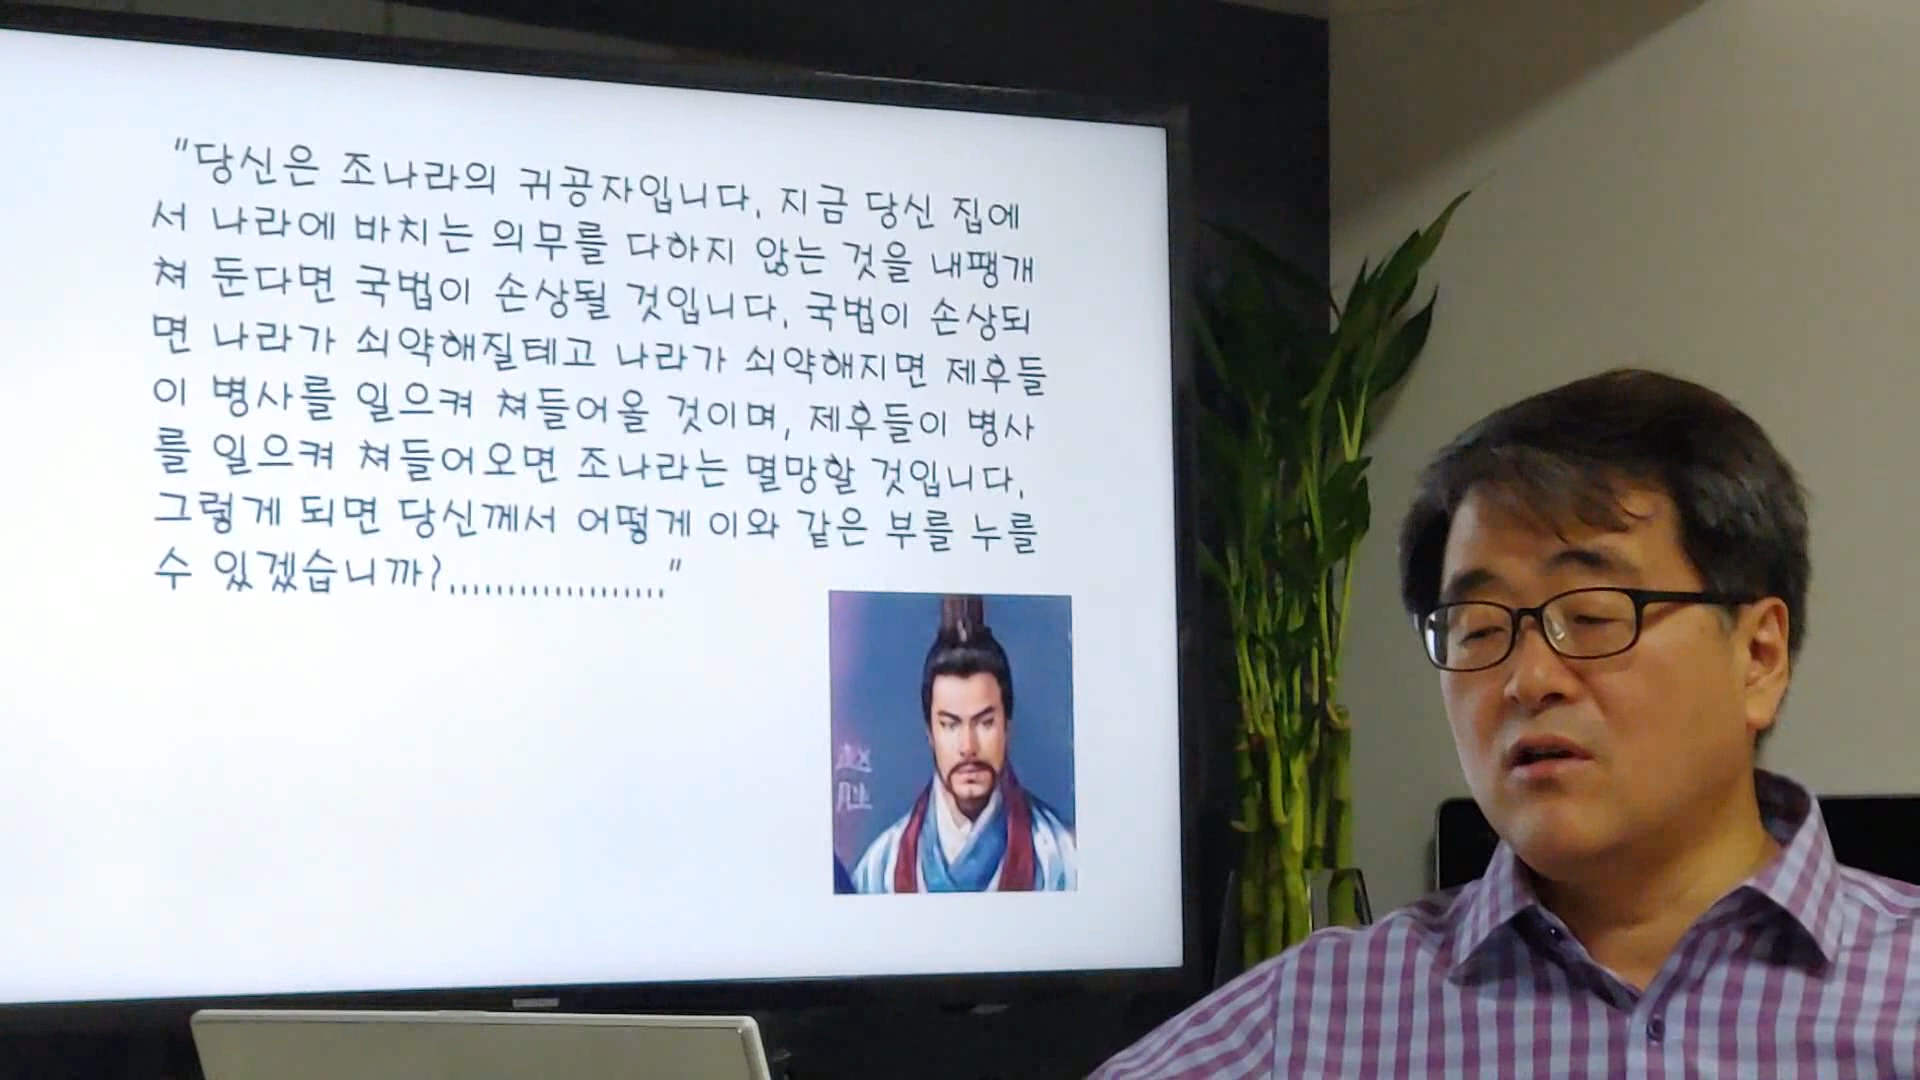 "당신은 조나라의 귀공자입니다. 지금 당신 집에
서 나라에 바치는 의무를 다하지 않는 것을 내팽개
쳐 둔다면 국법이 손상될 것입니다. 국법이 손상되
면 나라가 쇠약해질테고 나라가 쇠약해지면 제후들
이 병사를 일으켜 쳐들어올 것이며, 제후들이 병사
를 일으켜 쳐들어오면 조나라는 멸망할 것입니다.
그렇게 되면 당신께서 어떻게 이와 같은 부를 누를
수 있겠습니까?..................."